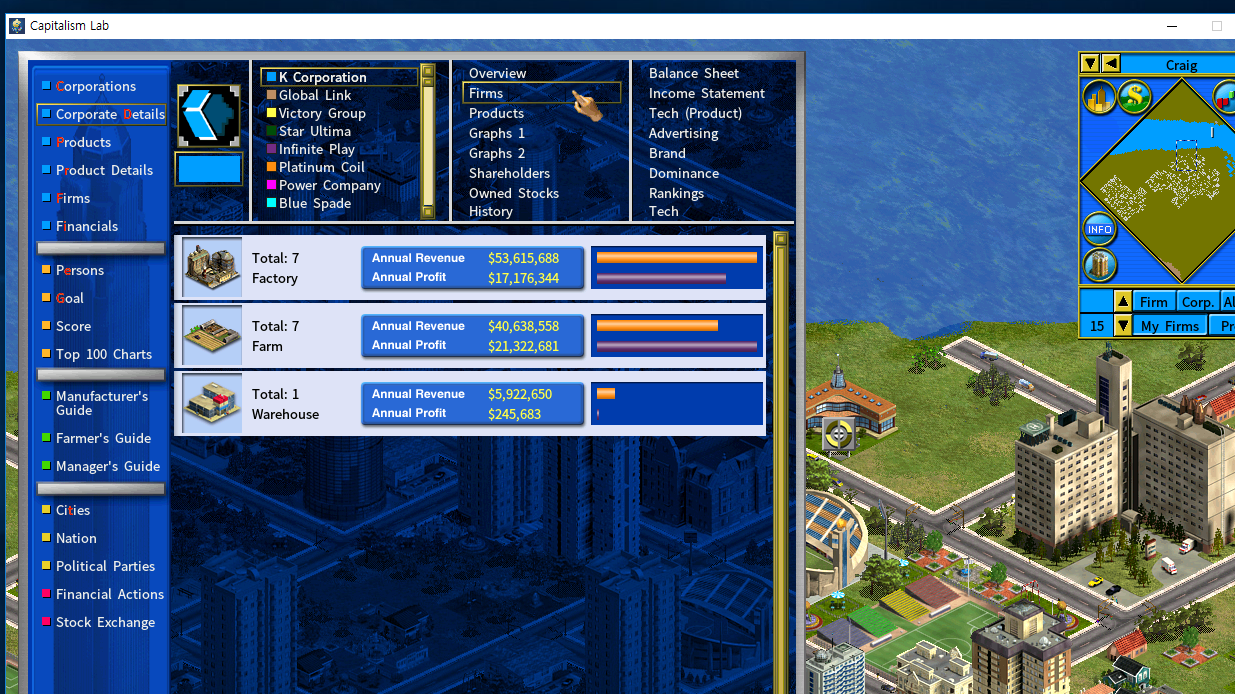 Capitalism Lab
Corporations
Corporate Details
Products
Product Details
Firms
Financials
Persons
Goal
Score
Top 100 Charts
Manufacturer's
Guide
Farmer's Guide
Manager's Guide
Cities
Nation
Political Parties
Financial Actions
Stock Exchange
K Corporation
Global Link
Victory Group
Star Ultima
Infinite Play
Platinum Coil
Power Company
Blue Spade
Overview
Firms
Products
Graphs 1
Graphs 2
Shareholders
Owned Stocks
History
Balance Sheet
Income Statement
Tech (Product)
Advertising
Brand
Dominance
Rankings
Tech
Total: 7
Factory
Annual Revenue $53,615,688
Annual Profit $17,176,344
Total: 7
Farm
Annual Revenue $40,638,558
Annual Profit $21,322,681
Total: 1
Warehouse
Annual Revenue $5,922,650
Annual Profit $245,683
Craig
INFO
Firm Corp.
15 My Firms